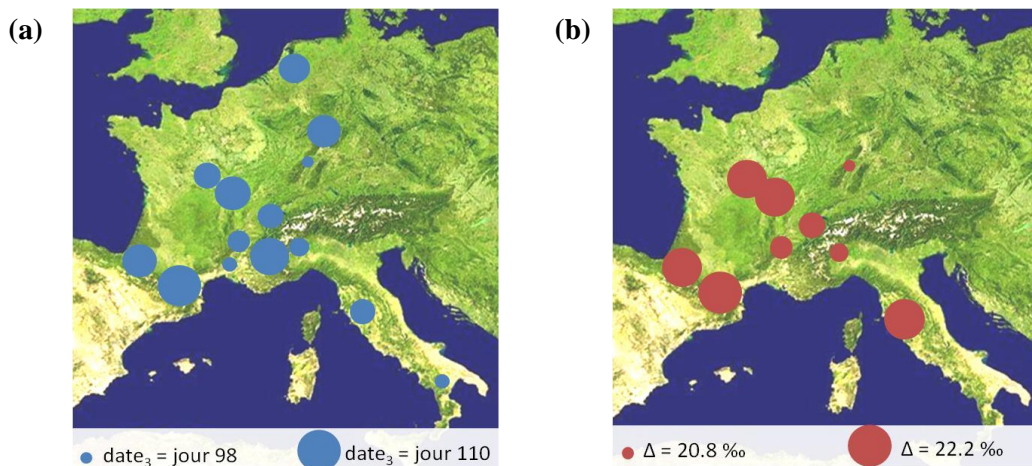 (a)
(b)
date₃ = jour 98
date₃ = jour 110
Δ = 20.8 ‰
Δ = 22.2 ‰